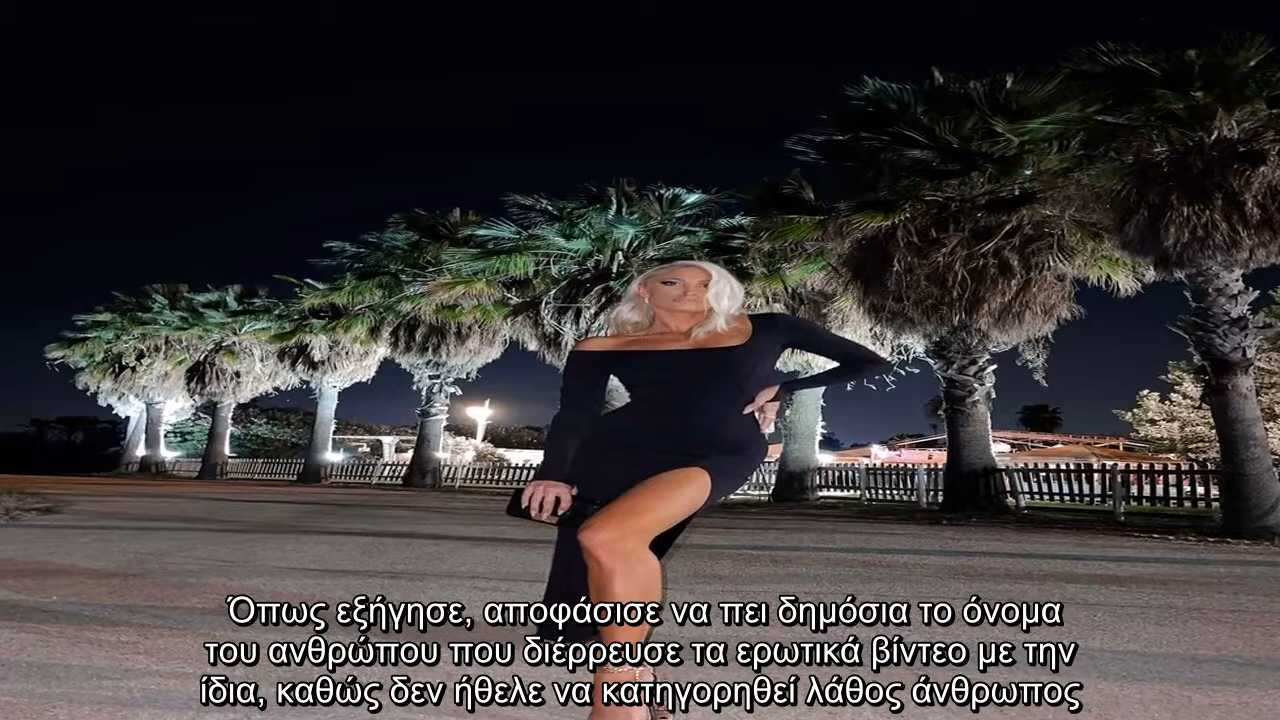 Όπως εξήγησε, αποφάσισε να πει δημόσια το όνομα
του ανθρώπου που διέρρευσε τα ερωτικά βίντεο με την
ίδια, καθώς δεν ήθελε να κατηγορηθεί λάθος άνθρωπος